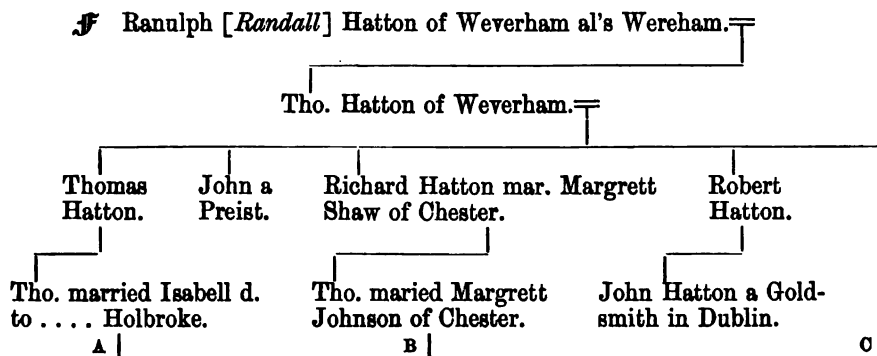 F Ranulph [Randall] Hatton of Weverham al's Wereham.
Tho. Hatton of Weverham.
Thomas
Hatton.
John a
Preist.
Richard Hatton mar. Margrett
Shaw of Chester.
Robert
Hatton.
Tho. married Isabell d.
to .... Holbroke.
Tho. maried Margrett
Johnson of Chester.
John Hatton a Gold-
smith in Dublin.
A
B
C